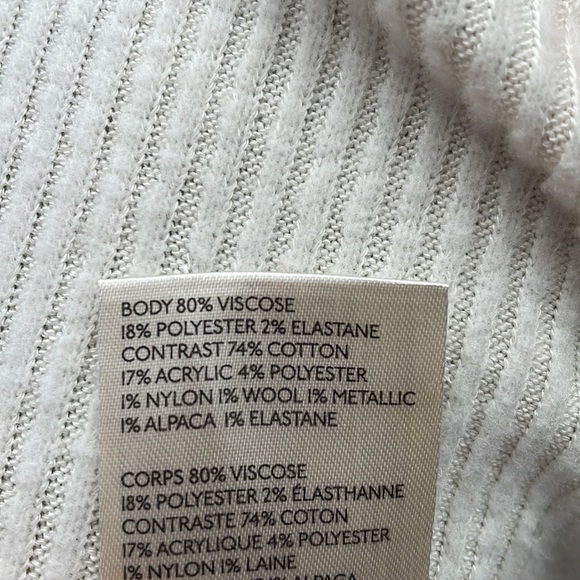 BODY 80% VISCOSE
18% POLYESTER 2% ELASTANE
CONTRAST 74% COTTON
17% ACRYLIC 4% POLYESTER
1% NYLON 1% WOOL 1% METALLIC
1% ALPACA 1% ELASTANE
CORPS 80% VISCOSE
18% POLYESTER 2% ÉLASTHANNE
CONTRASTE 74% COTON
17% ACRYLIQUE 4% POLYESTER
1% NYLON 1% LAINE
ALPACA